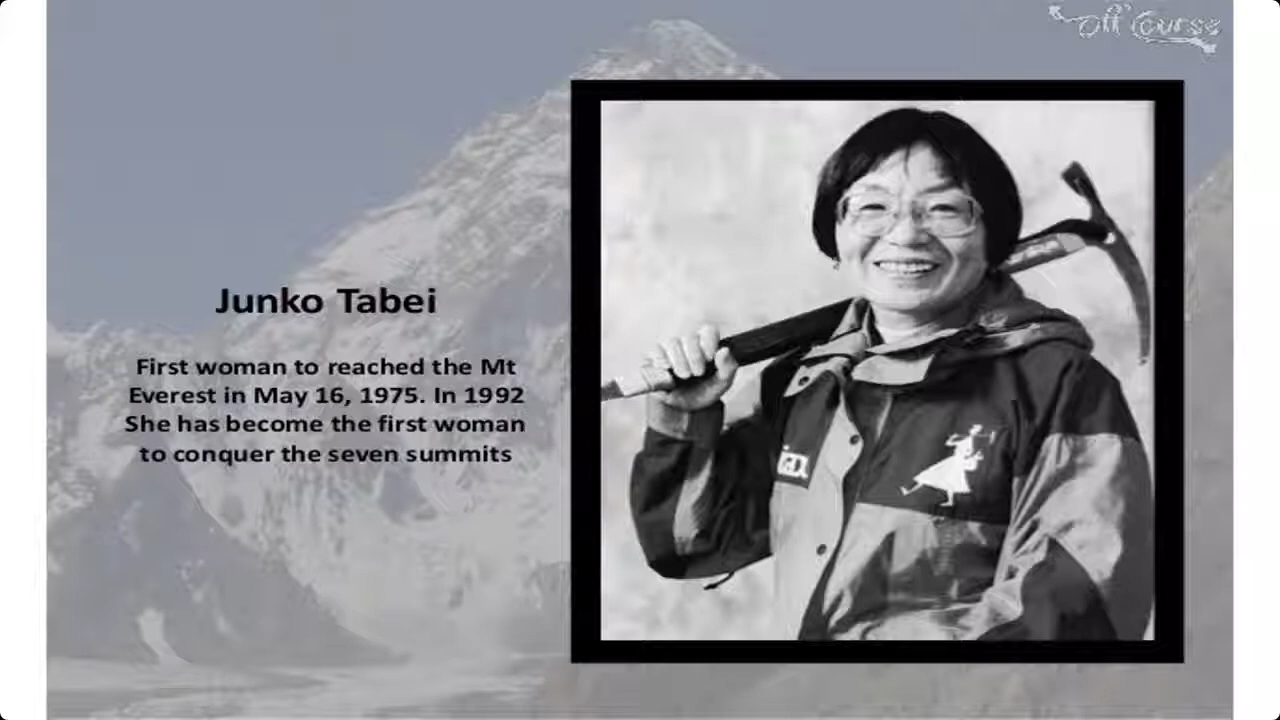 Off Course
Junko Tabei
First woman to reached the Mt
Everest in May 16, 1975. In 1992
She has become the first woman
to conquer the seven summits